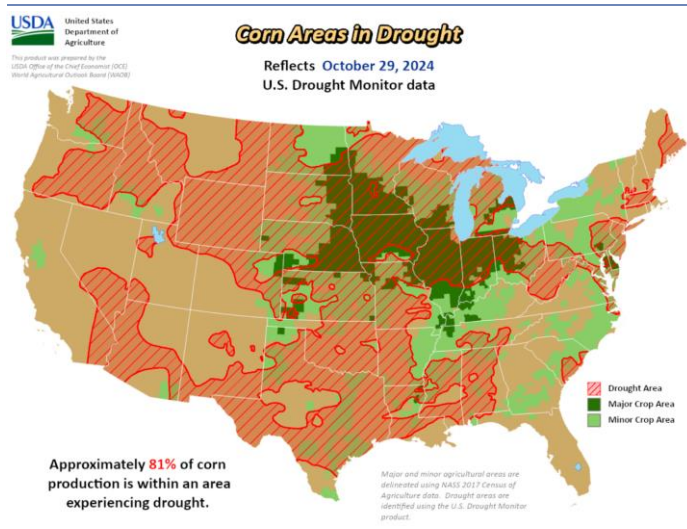 USDA
United States
Department of
Agriculture
This product was prepared by the
USDA Office of the Chief Economist (OCE)
World Agricultural Outlook Board (WAOB)
Corn Areas in Drought
Reflects October 29, 2024
U.S. Drought Monitor data
Drought Area
Major Crop Area
Minor Crop Area
Approximately 81% of corn
production is within an area
experiencing drought.
Major and minor agricultural areas are
delineated using NASS 2017 Census of
Agriculture data. Drought areas are
identified using the U.S. Drought Monitor
product.